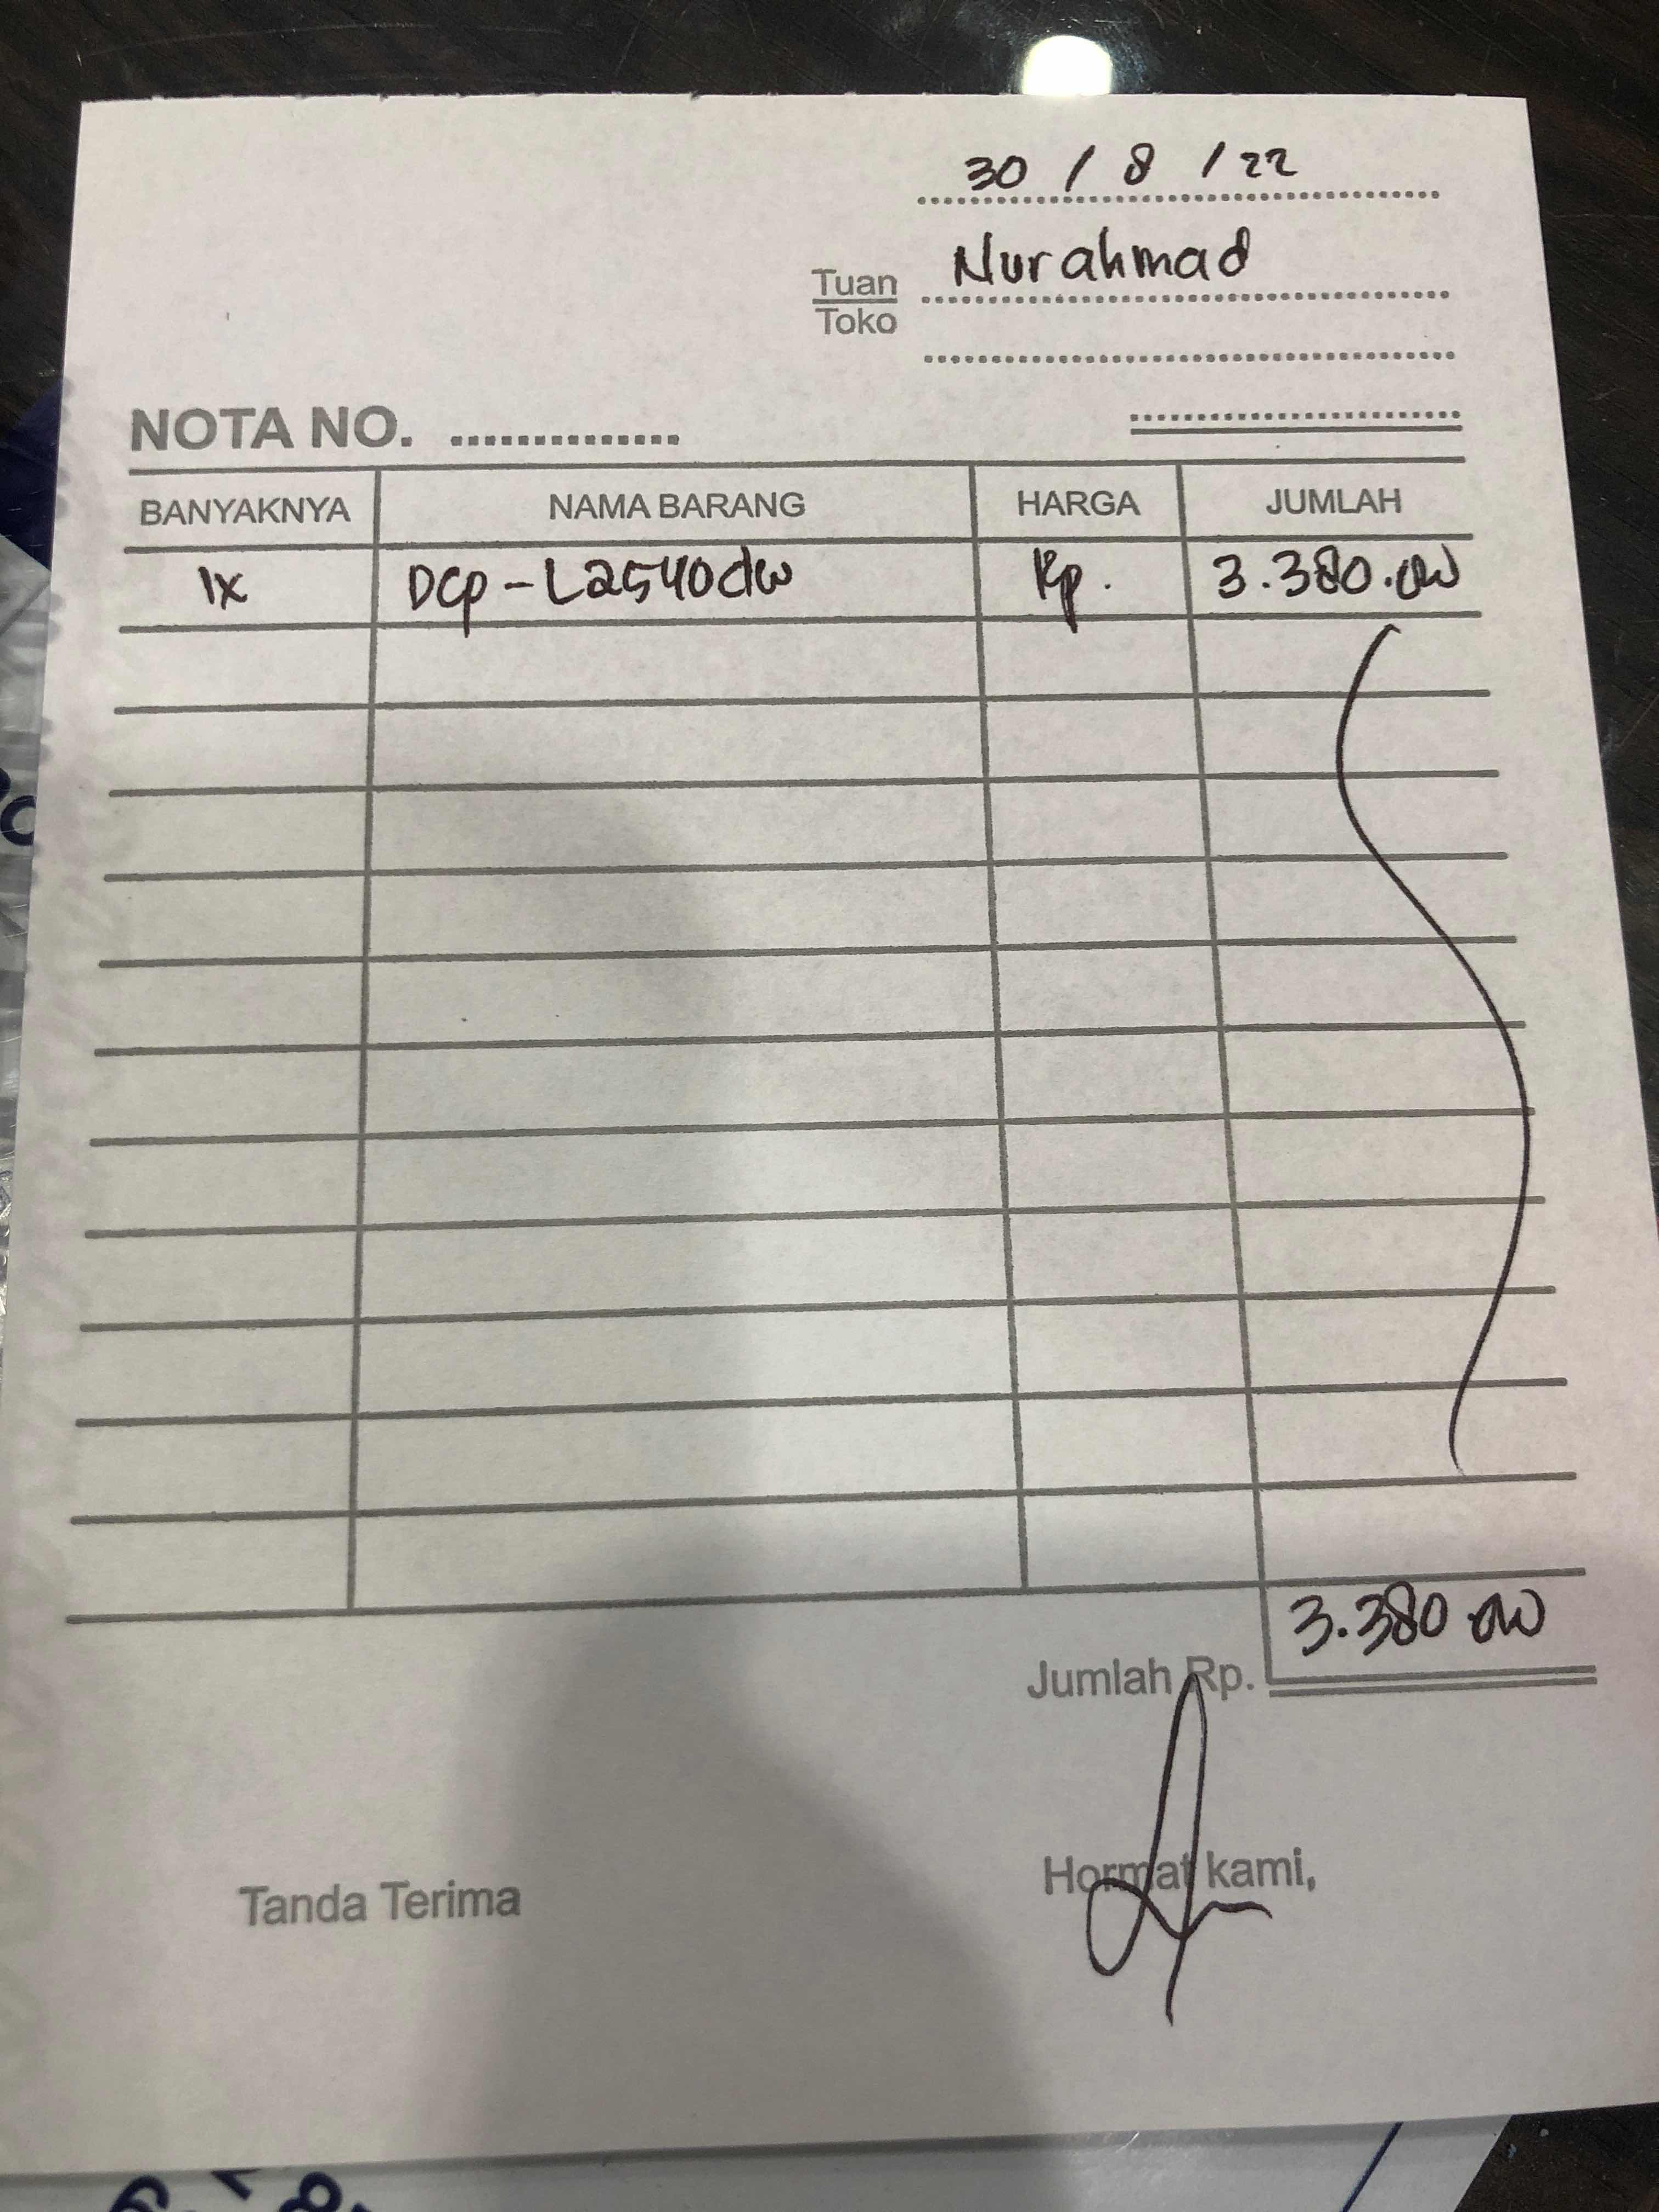 30 / 8 / 22
Tuan Nurahmad
Toko
NOTA NO.
BANYAKNYA NAMA BARANG HARGA JUMLAH
1x DCP-L2540dw Rp. 3.380.000
3.380 000
Jumlah Rp.
Tanda Terima Hormat kami,